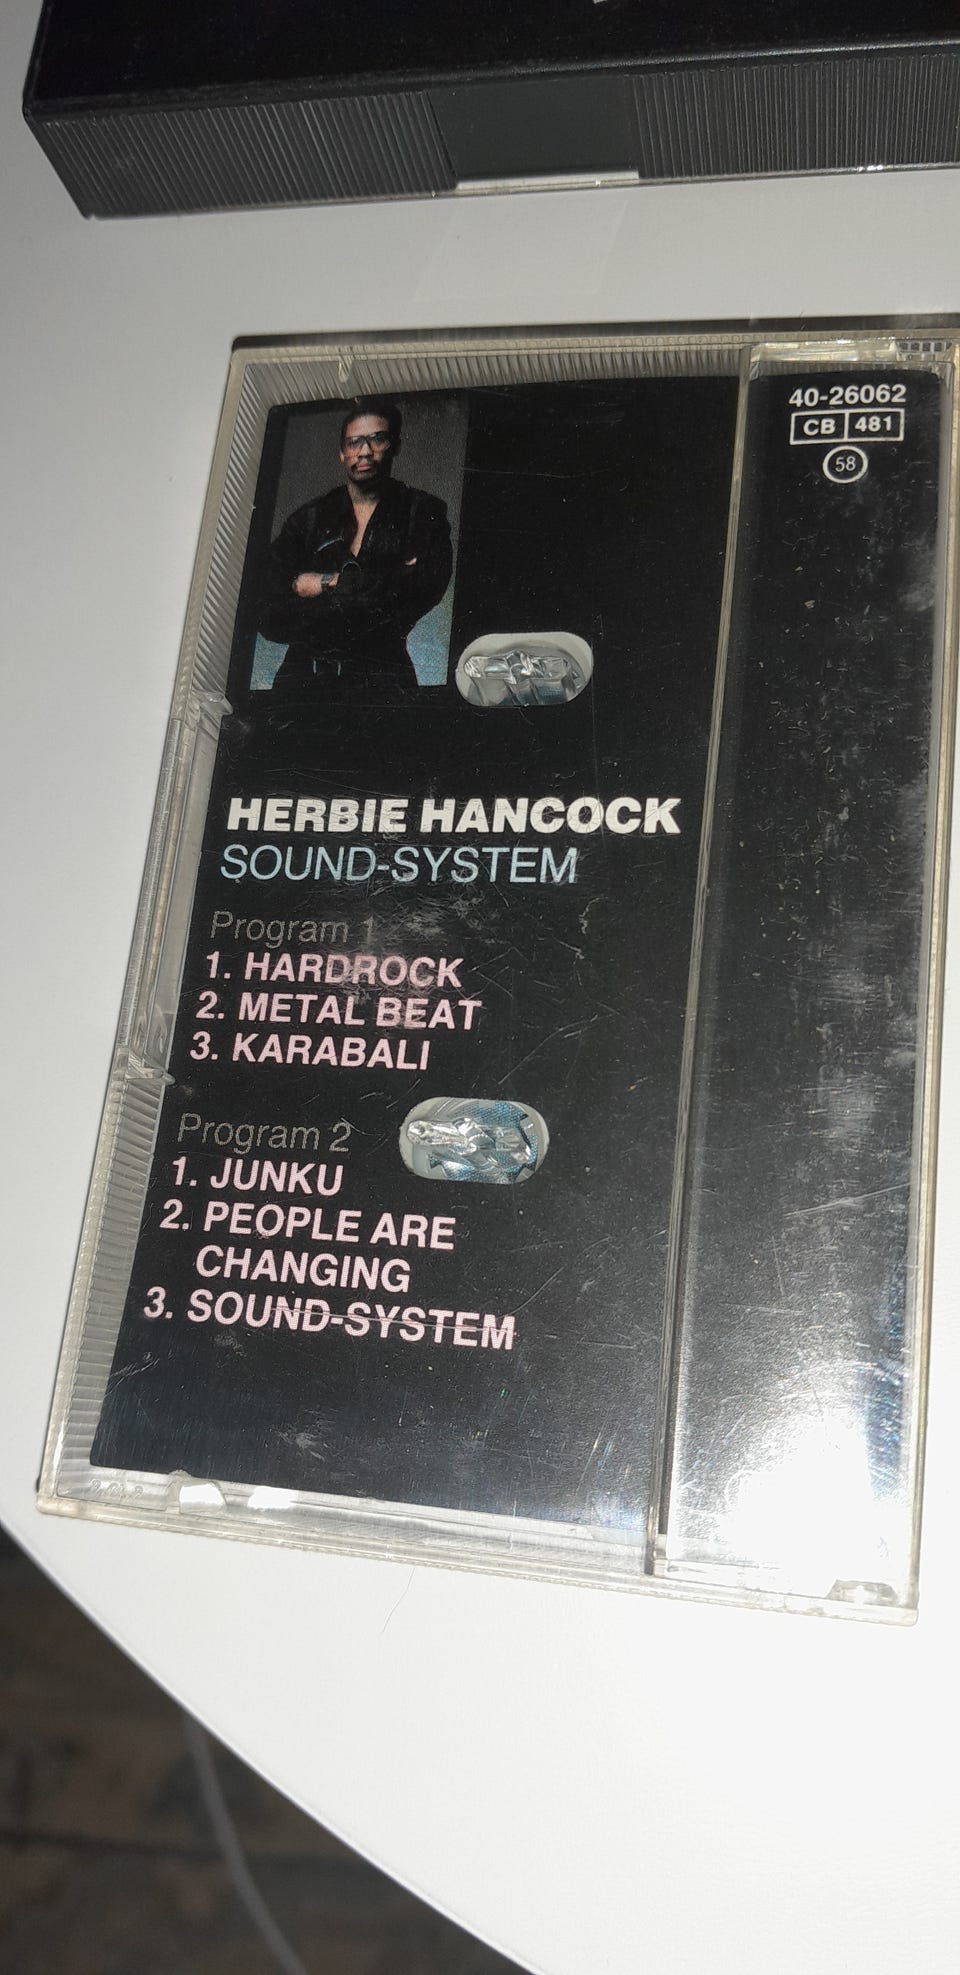 40-26062
CB 481
58
HERBIE HANCOCK
SOUND-SYSTEM
Program 1
1. HARDROCK
2. METAL BEAT
3. KARABALI
Program 2
1. JUNKU
2. PEOPLE ARE
CHANGING
3. SOUND-SYSTEM